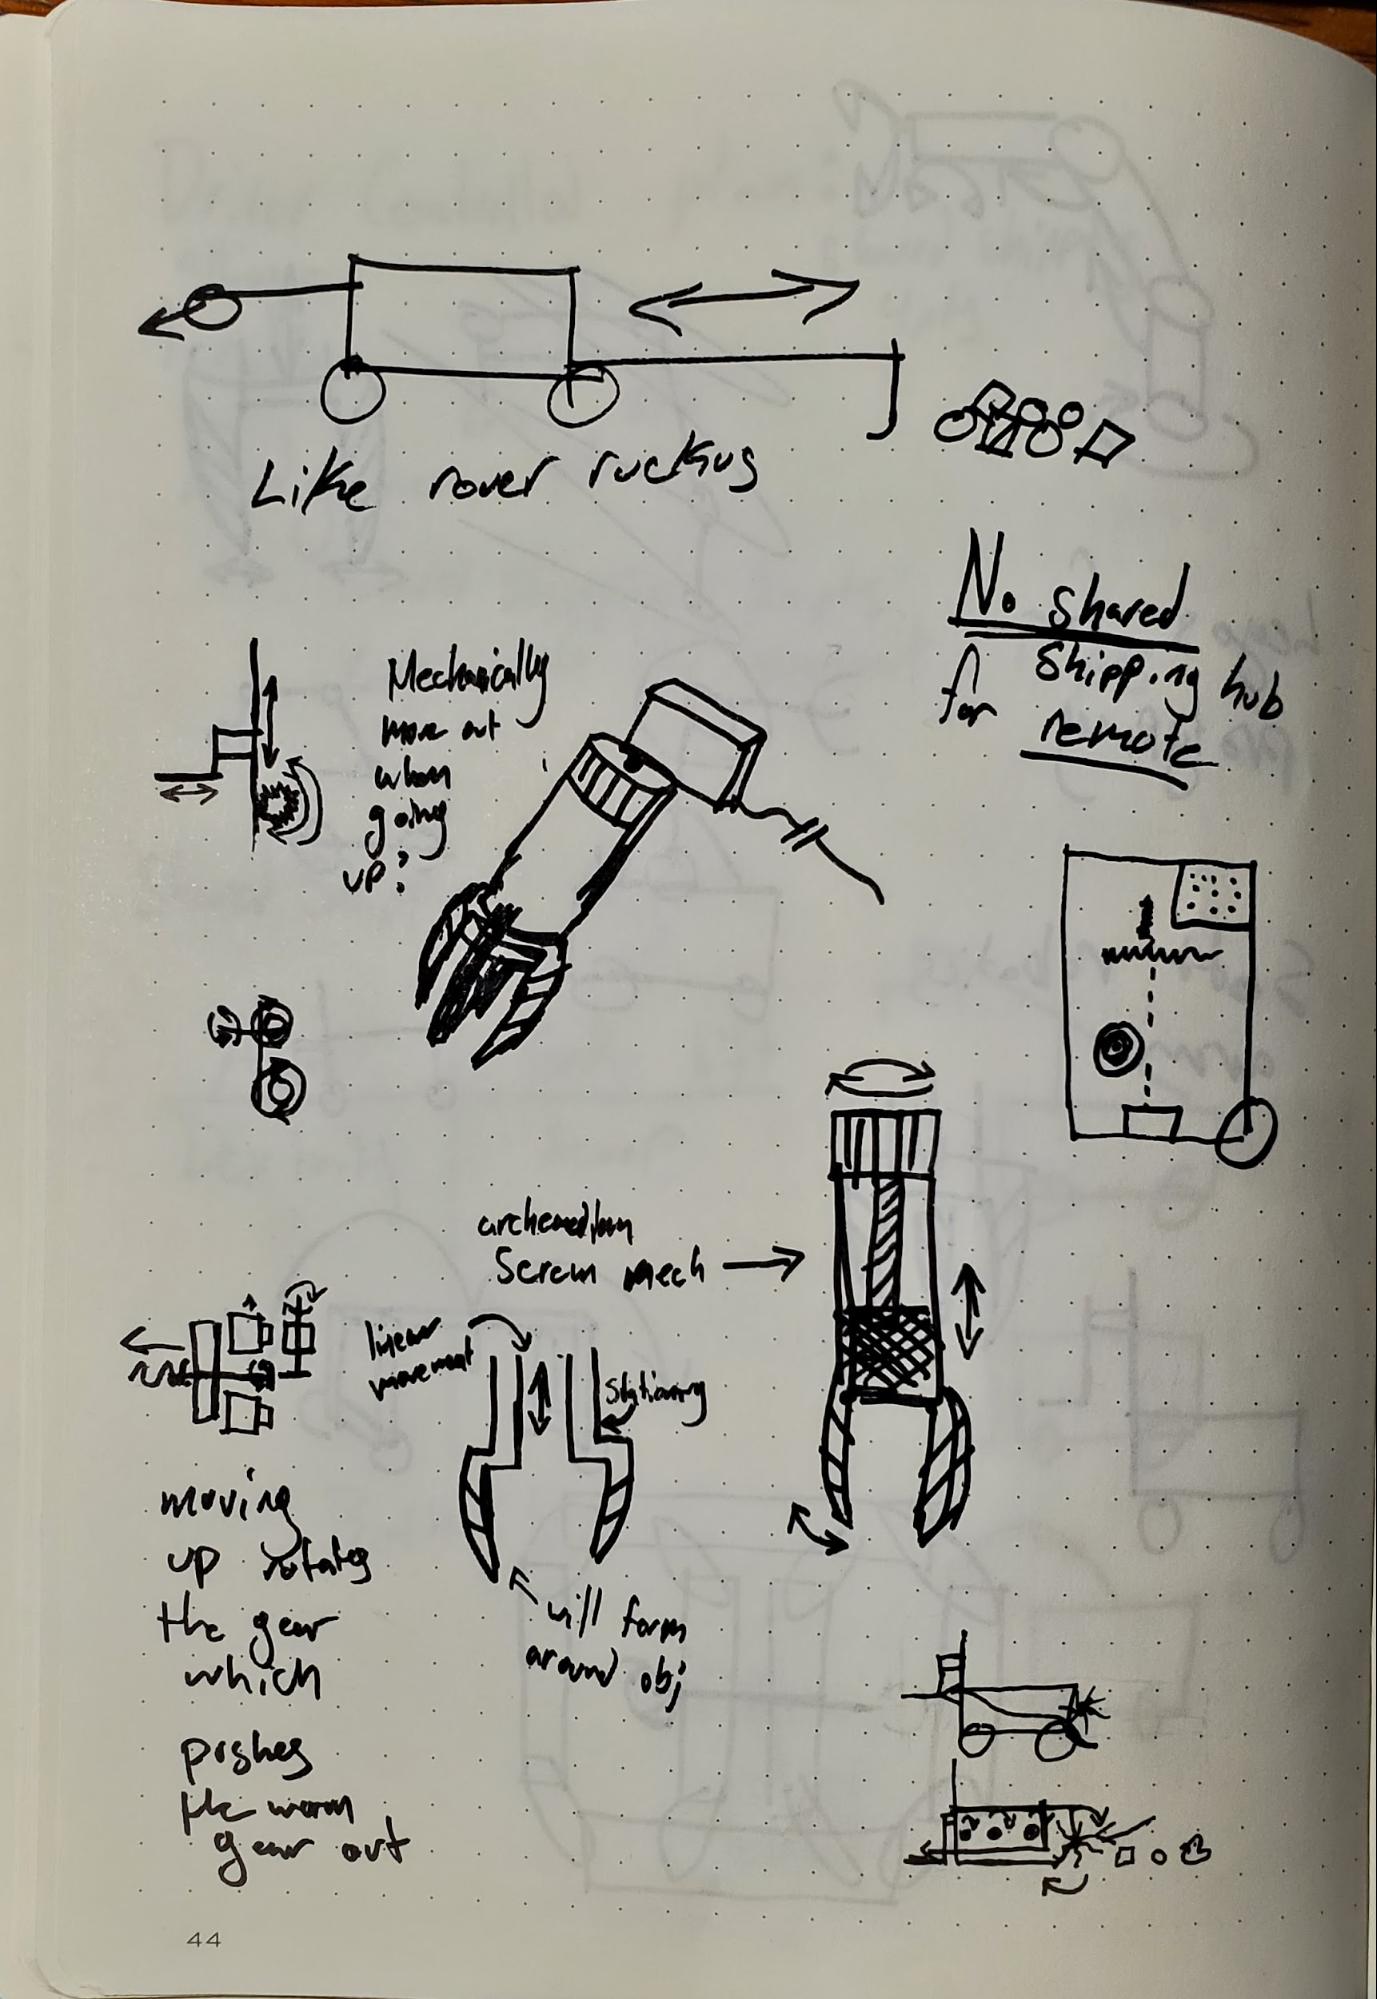 Like rover ruckus
No shared
Shipping hub
for remote
Mechanically
move out
when
going
up?
Screw mech
linear
movement
stationary
will form
around obj
moving
up rotates
the gear
which
pushes
the worm
gear out
44